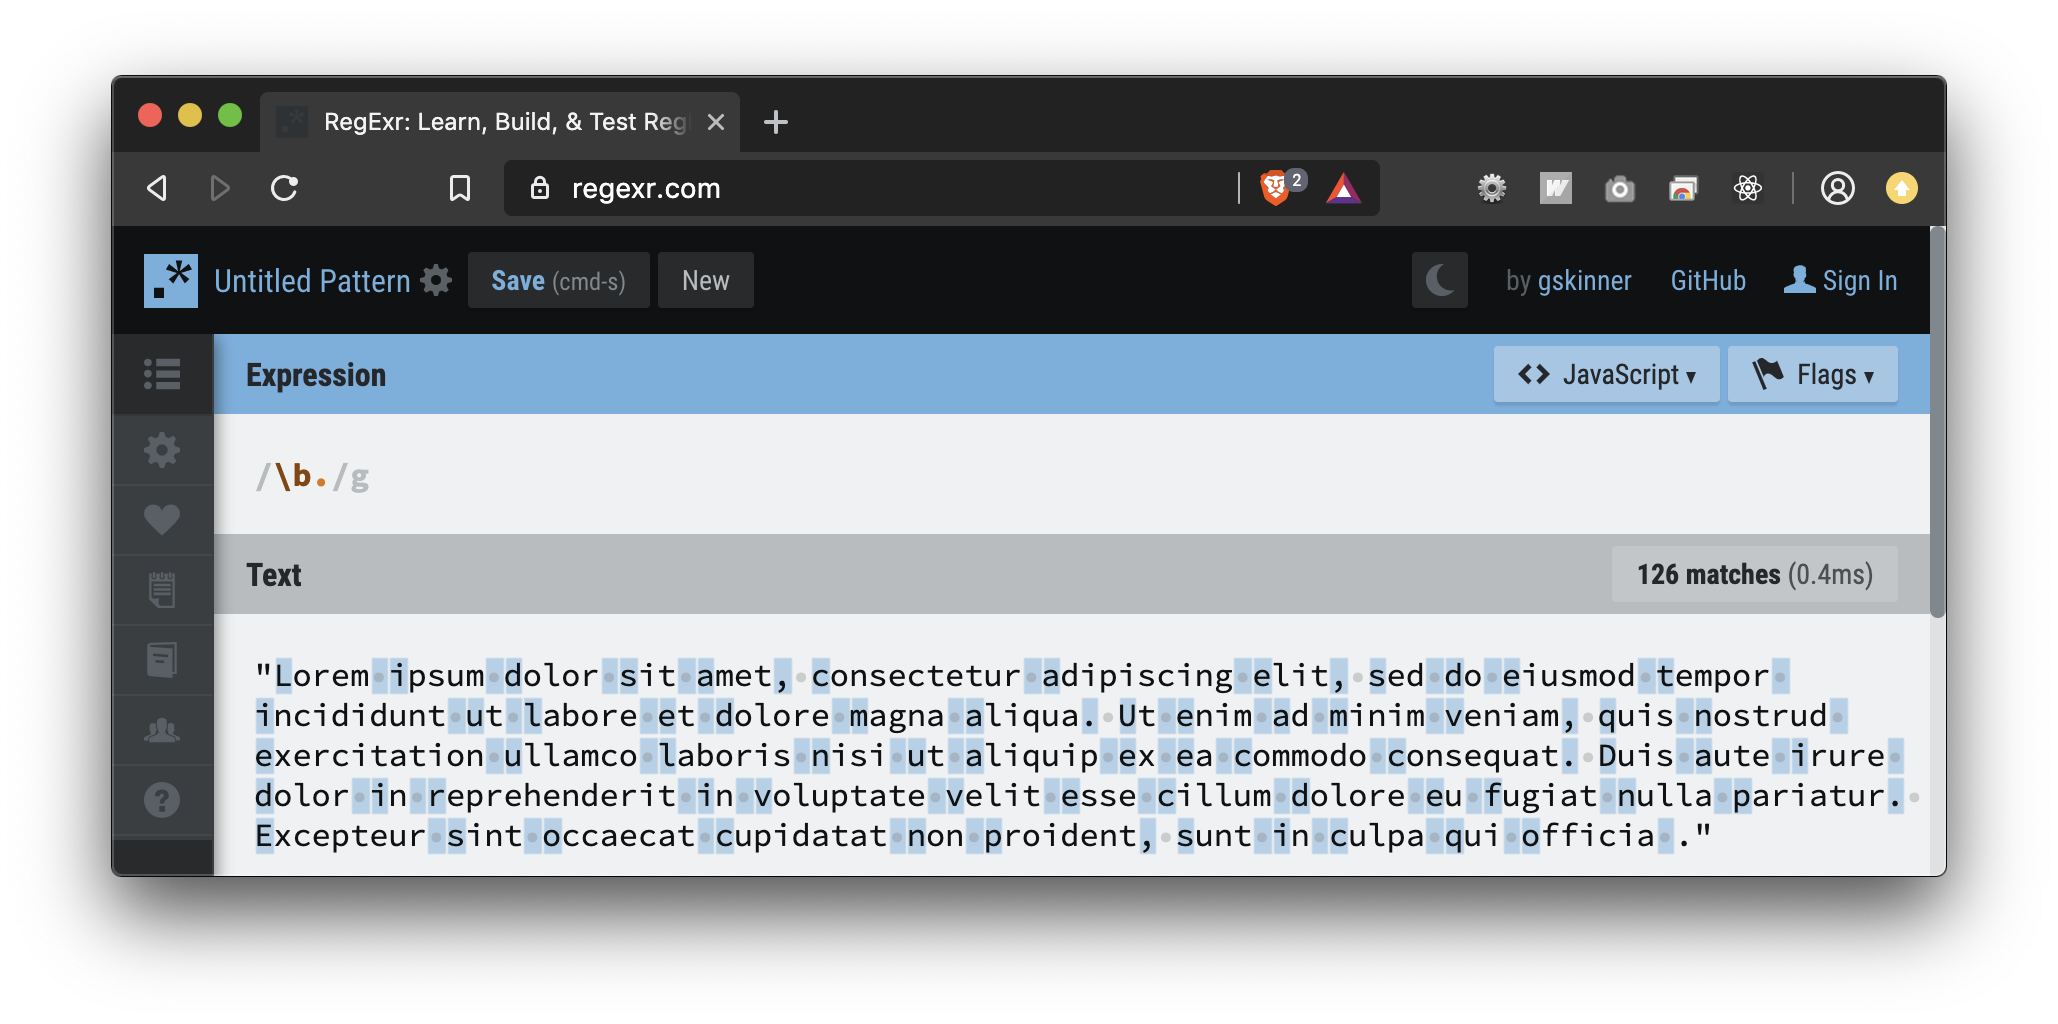 RegExr: Learn, Build, & Test Reg
regexr.com
2
Untitled Pattern Save (cmd-s) New by gskinner GitHub Sign In
Expression JavaScript Flags
/\b./g
Text 126 matches (0.4ms)
"Lorem ipsum dolor sit amet, consectetur adipiscing elit, sed do eiusmod tempor
incididunt ut labore et dolore magna aliqua. Ut enim ad minim veniam, quis nostrud
exercitation ullamco laboris nisi ut aliquip ex ea commodo consequat. Duis aute irure
dolor in reprehenderit in voluptate velit esse cillum dolore eu fugiat nulla pariatur.
Excepteur sint occaecat cupidatat non proident, sunt in culpa qui officia ."